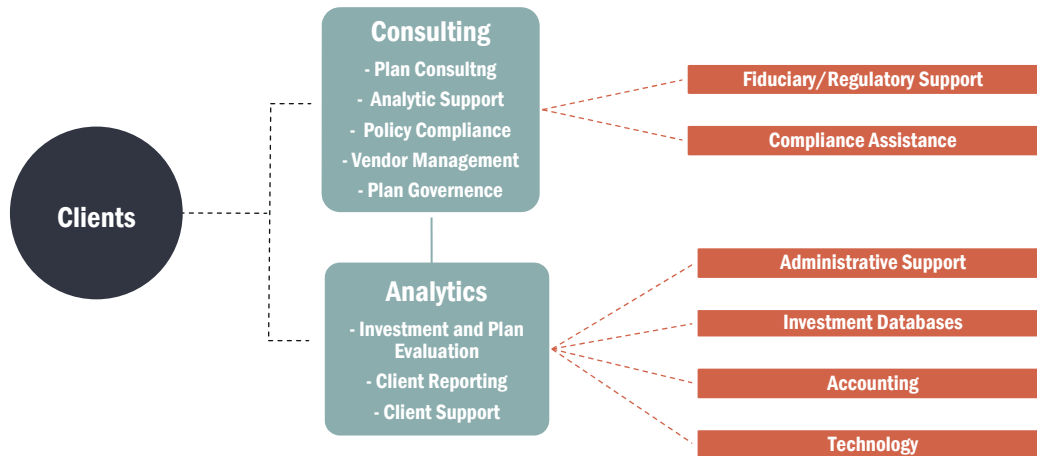 Clients
Consulting
- Plan Consultng
- Analytic Support
- Policy Compliance
- Vendor Management
- Plan Governence
Analytics
- Investment and Plan
Evaluation
- Client Reporting
- Client Support
Fiduciary/Regulatory Support
Compliance Assistance
Administrative Support
Investment Databases
Accounting
Technology